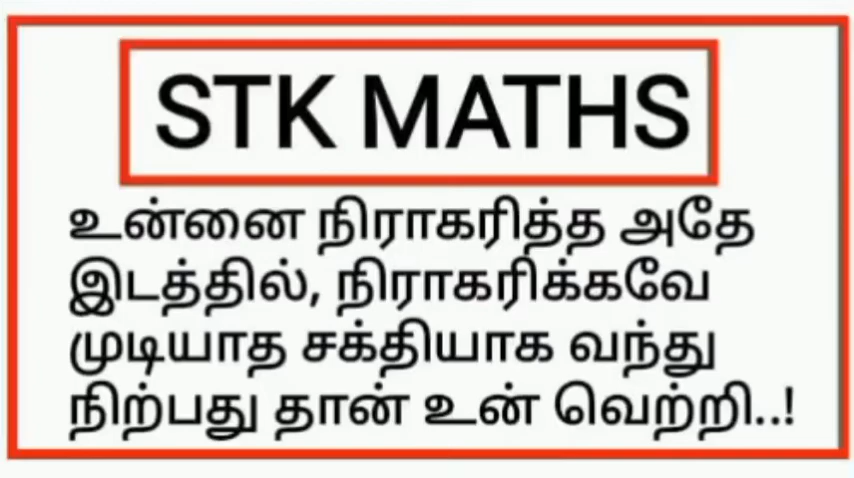 STK MATHS
உன்னை நிராகரித்த அதே
இடத்தில், நிராகரிக்கவே
முடியாத சக்தியாக வந்து
நிற்பது தான் உன் வெற்றி..!